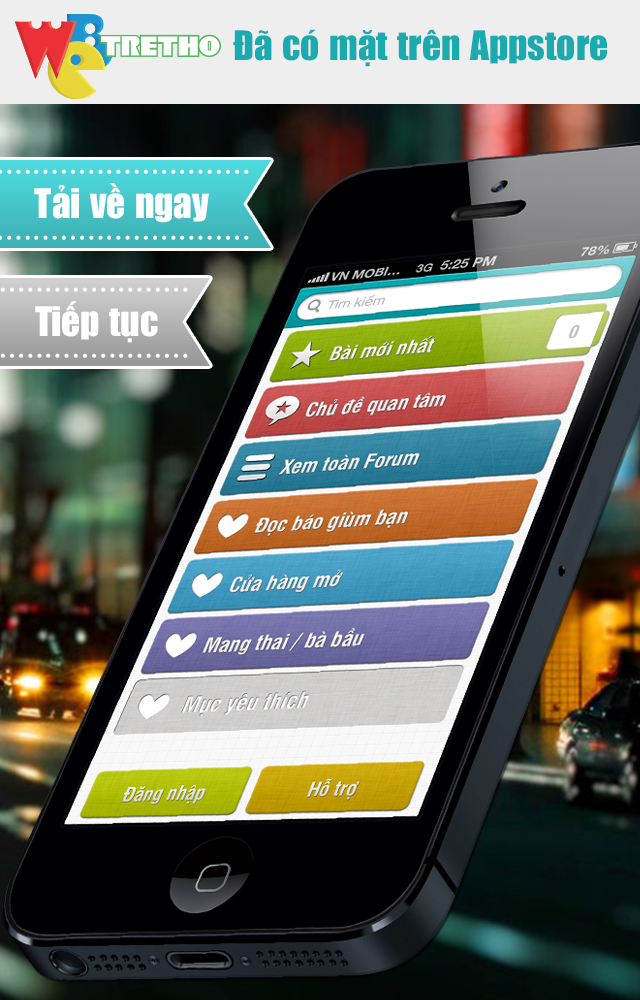 WEBTRETHO Đã có mặt trên Appstore
Tải về ngay
Tiếp tục
VN MOBI... 3G 5:25 PM 78%
Tìm kiếm
Bài mới nhất 0
Chủ đề quan tâm
Xem toàn Forum
Đọc báo giùm bạn
Cửa hàng mở
Mang thai / bà bầu
Mục yêu thích
Đăng nhập Hỗ trợ